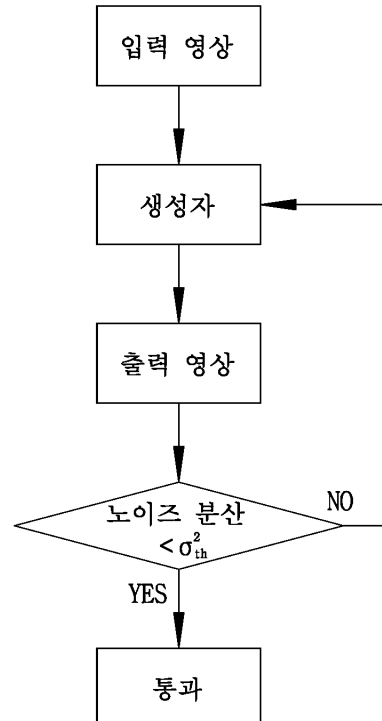 입력 영상
생성자
출력 영상
노이즈 분산
< σ²th
NO
YES
통과